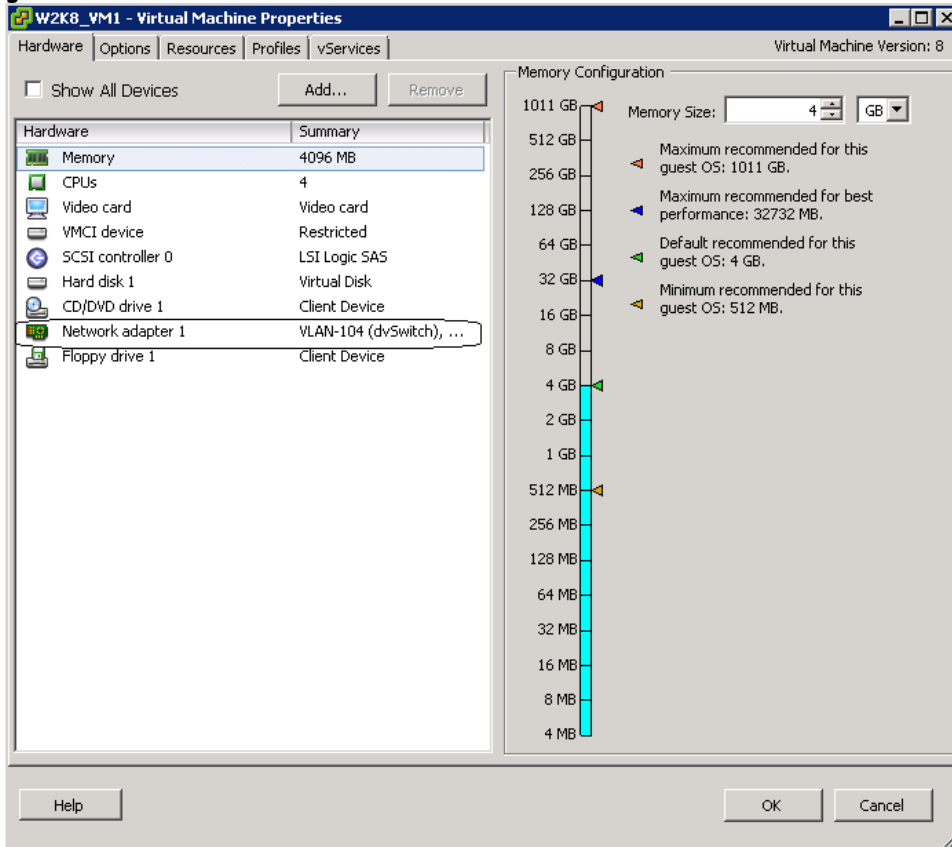 W2K8_VM1 - Virtual Machine Properties
Hardware Options Resources Profiles vServices Virtual Machine Version: 8
Show All Devices Add... Remove
Hardware Summary
Memory 4096 MB
CPUs 4
Video card Video card
VMCI device Restricted
SCSI controller 0 LSI Logic SAS
Hard disk 1 Virtual Disk
CD/DVD drive 1 Client Device
Network adapter 1 VLAN-104 (dvSwitch), ...
Floppy drive 1 Client Device
Memory Configuration
1011 GB
512 GB
256 GB
128 GB
64 GB
32 GB
16 GB
8 GB
4 GB
2 GB
1 GB
512 MB
256 MB
128 MB
64 MB
32 MB
16 MB
8 MB
4 MB
Memory Size: 4 GB
Maximum recommended for this
guest OS: 1011 GB.
Maximum recommended for best
performance: 32732 MB.
Default recommended for this
guest OS: 4 GB.
Minimum recommended for this
guest OS: 512 MB.
Help OK Cancel